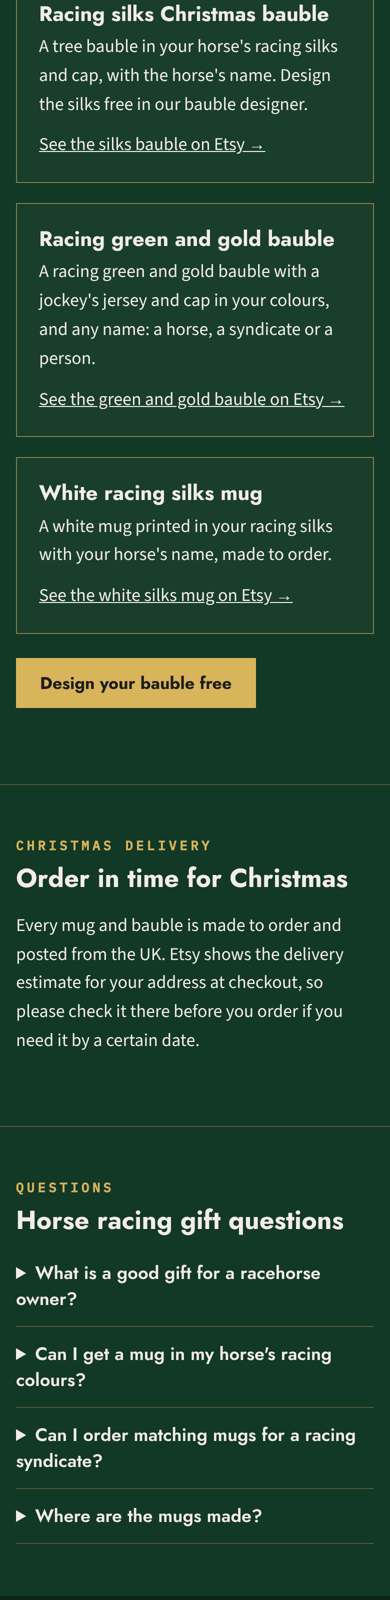 Racing silks Christmas bauble
A tree bauble in your horse's racing silks
and cap, with the horse's name. Design
the silks free in our bauble designer.
See the silks bauble on Etsy →
Racing green and gold bauble
A racing green and gold bauble with a
jockey's jersey and cap in your colours,
and any name: a horse, a syndicate or a
person.
See the green and gold bauble on Etsy →
White racing silks mug
A white mug printed in your racing silks
with your horse's name, made to order.
See the white silks mug on Etsy →
Design your bauble free
CHRISTMAS DELIVERY
Order in time for Christmas
Every mug and bauble is made to order and
posted from the UK. Etsy shows the delivery
estimate for your address at checkout, so
please check it there before you order if you
need it by a certain date.
QUESTIONS
Horse racing gift questions
▶ What is a good gift for a racehorse
owner?
▶ Can I get a mug in my horse's racing
colours?
▶ Can I order matching mugs for a racing
syndicate?
▶ Where are the mugs made?